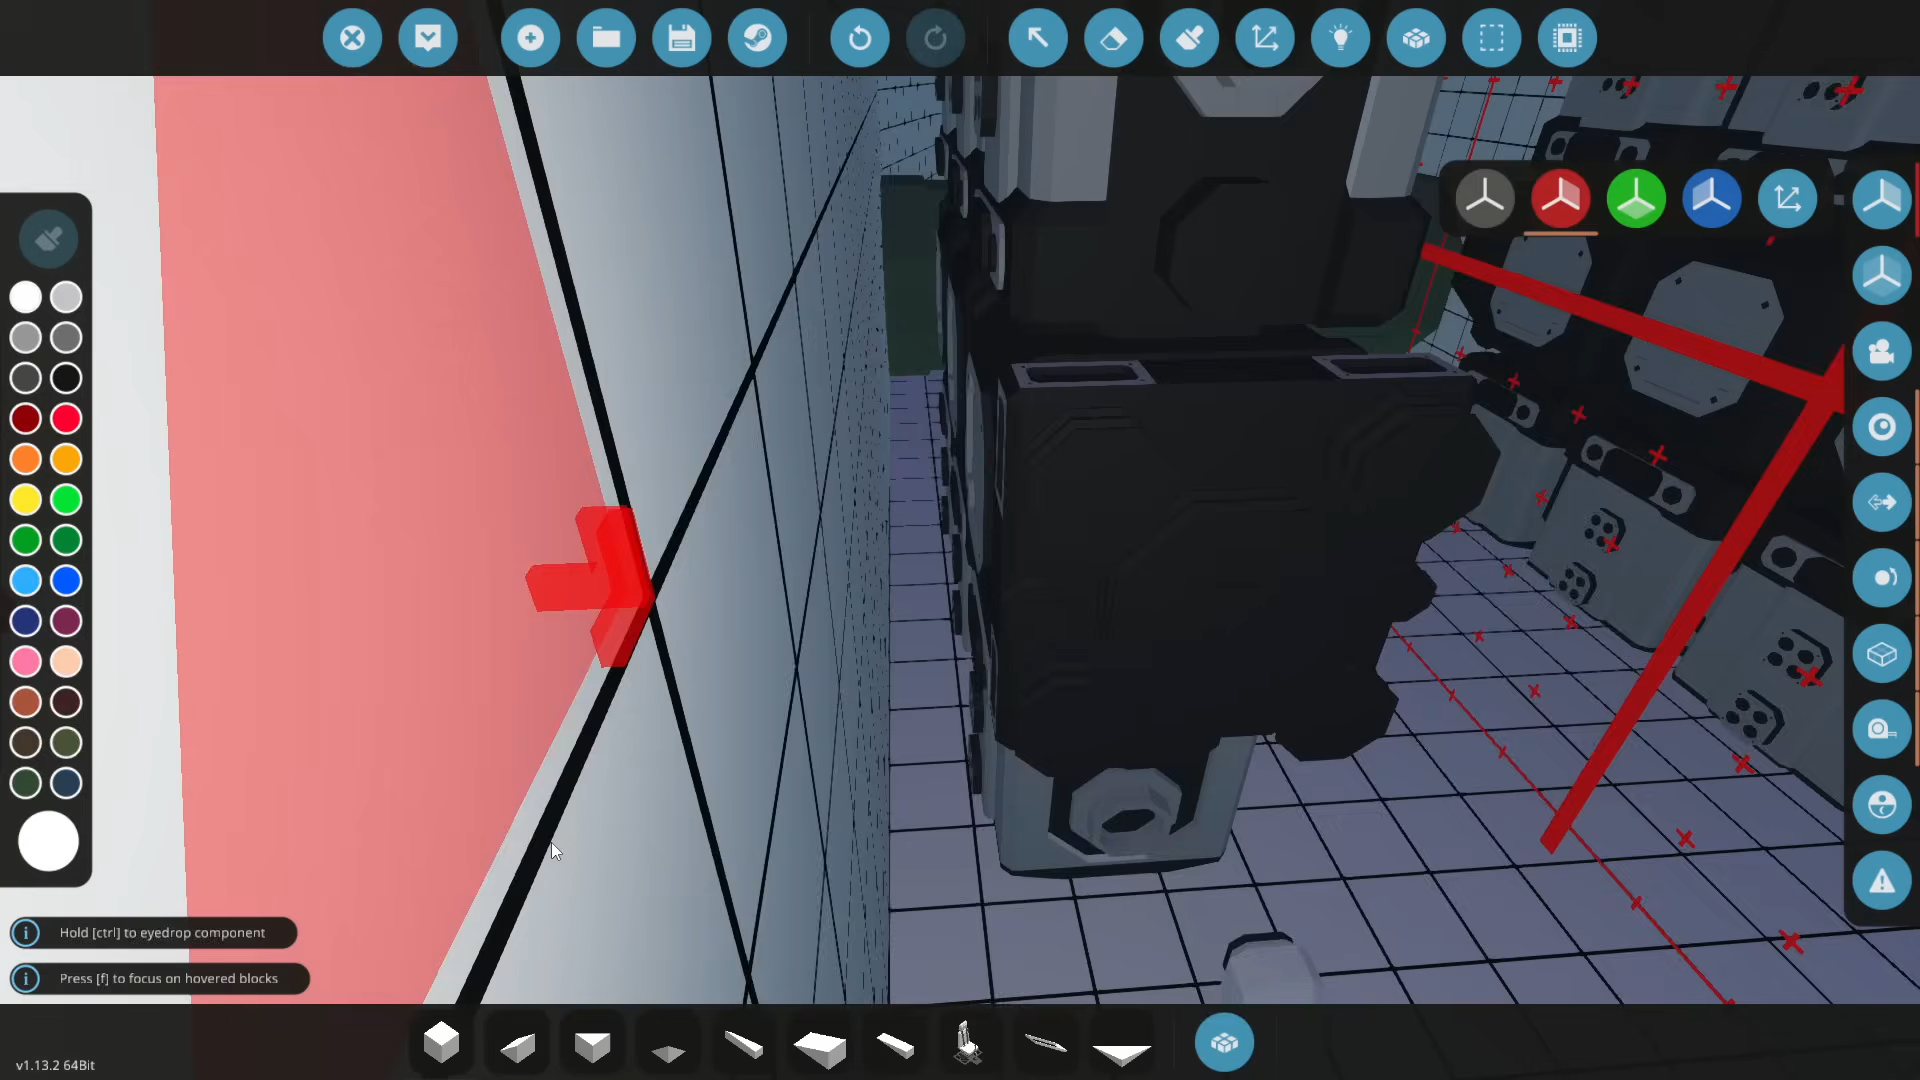 Hold [ctrl] to eyedrop component
Press [f] to focus on hovered blocks
v1.13.2 64Bit